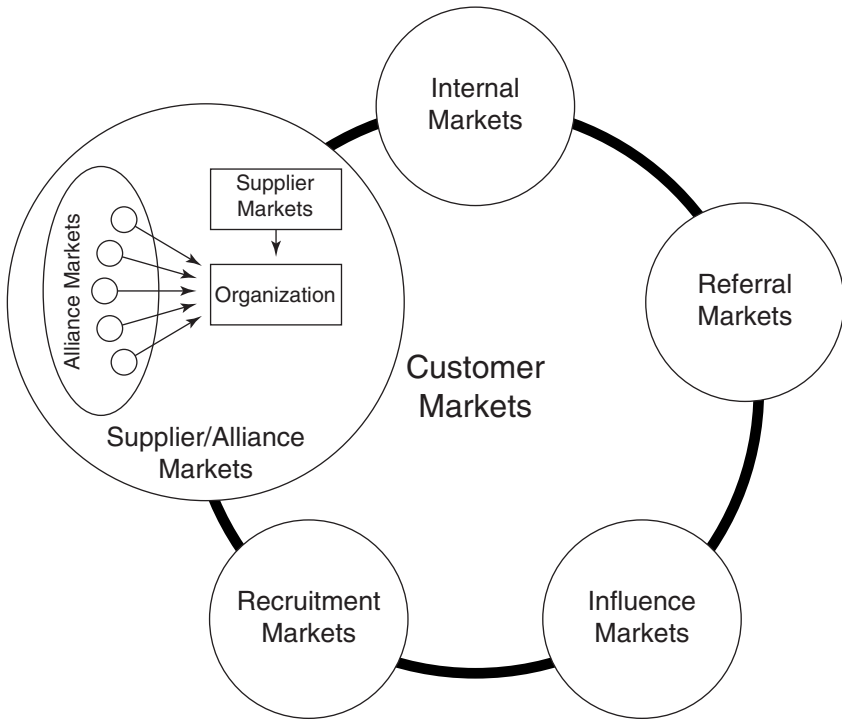 Internal
Markets
Supplier
Markets
Alliance Markets
Organization
Referral
Markets
Customer
Markets
Supplier/Alliance
Markets
Recruitment
Markets
Influence
Markets